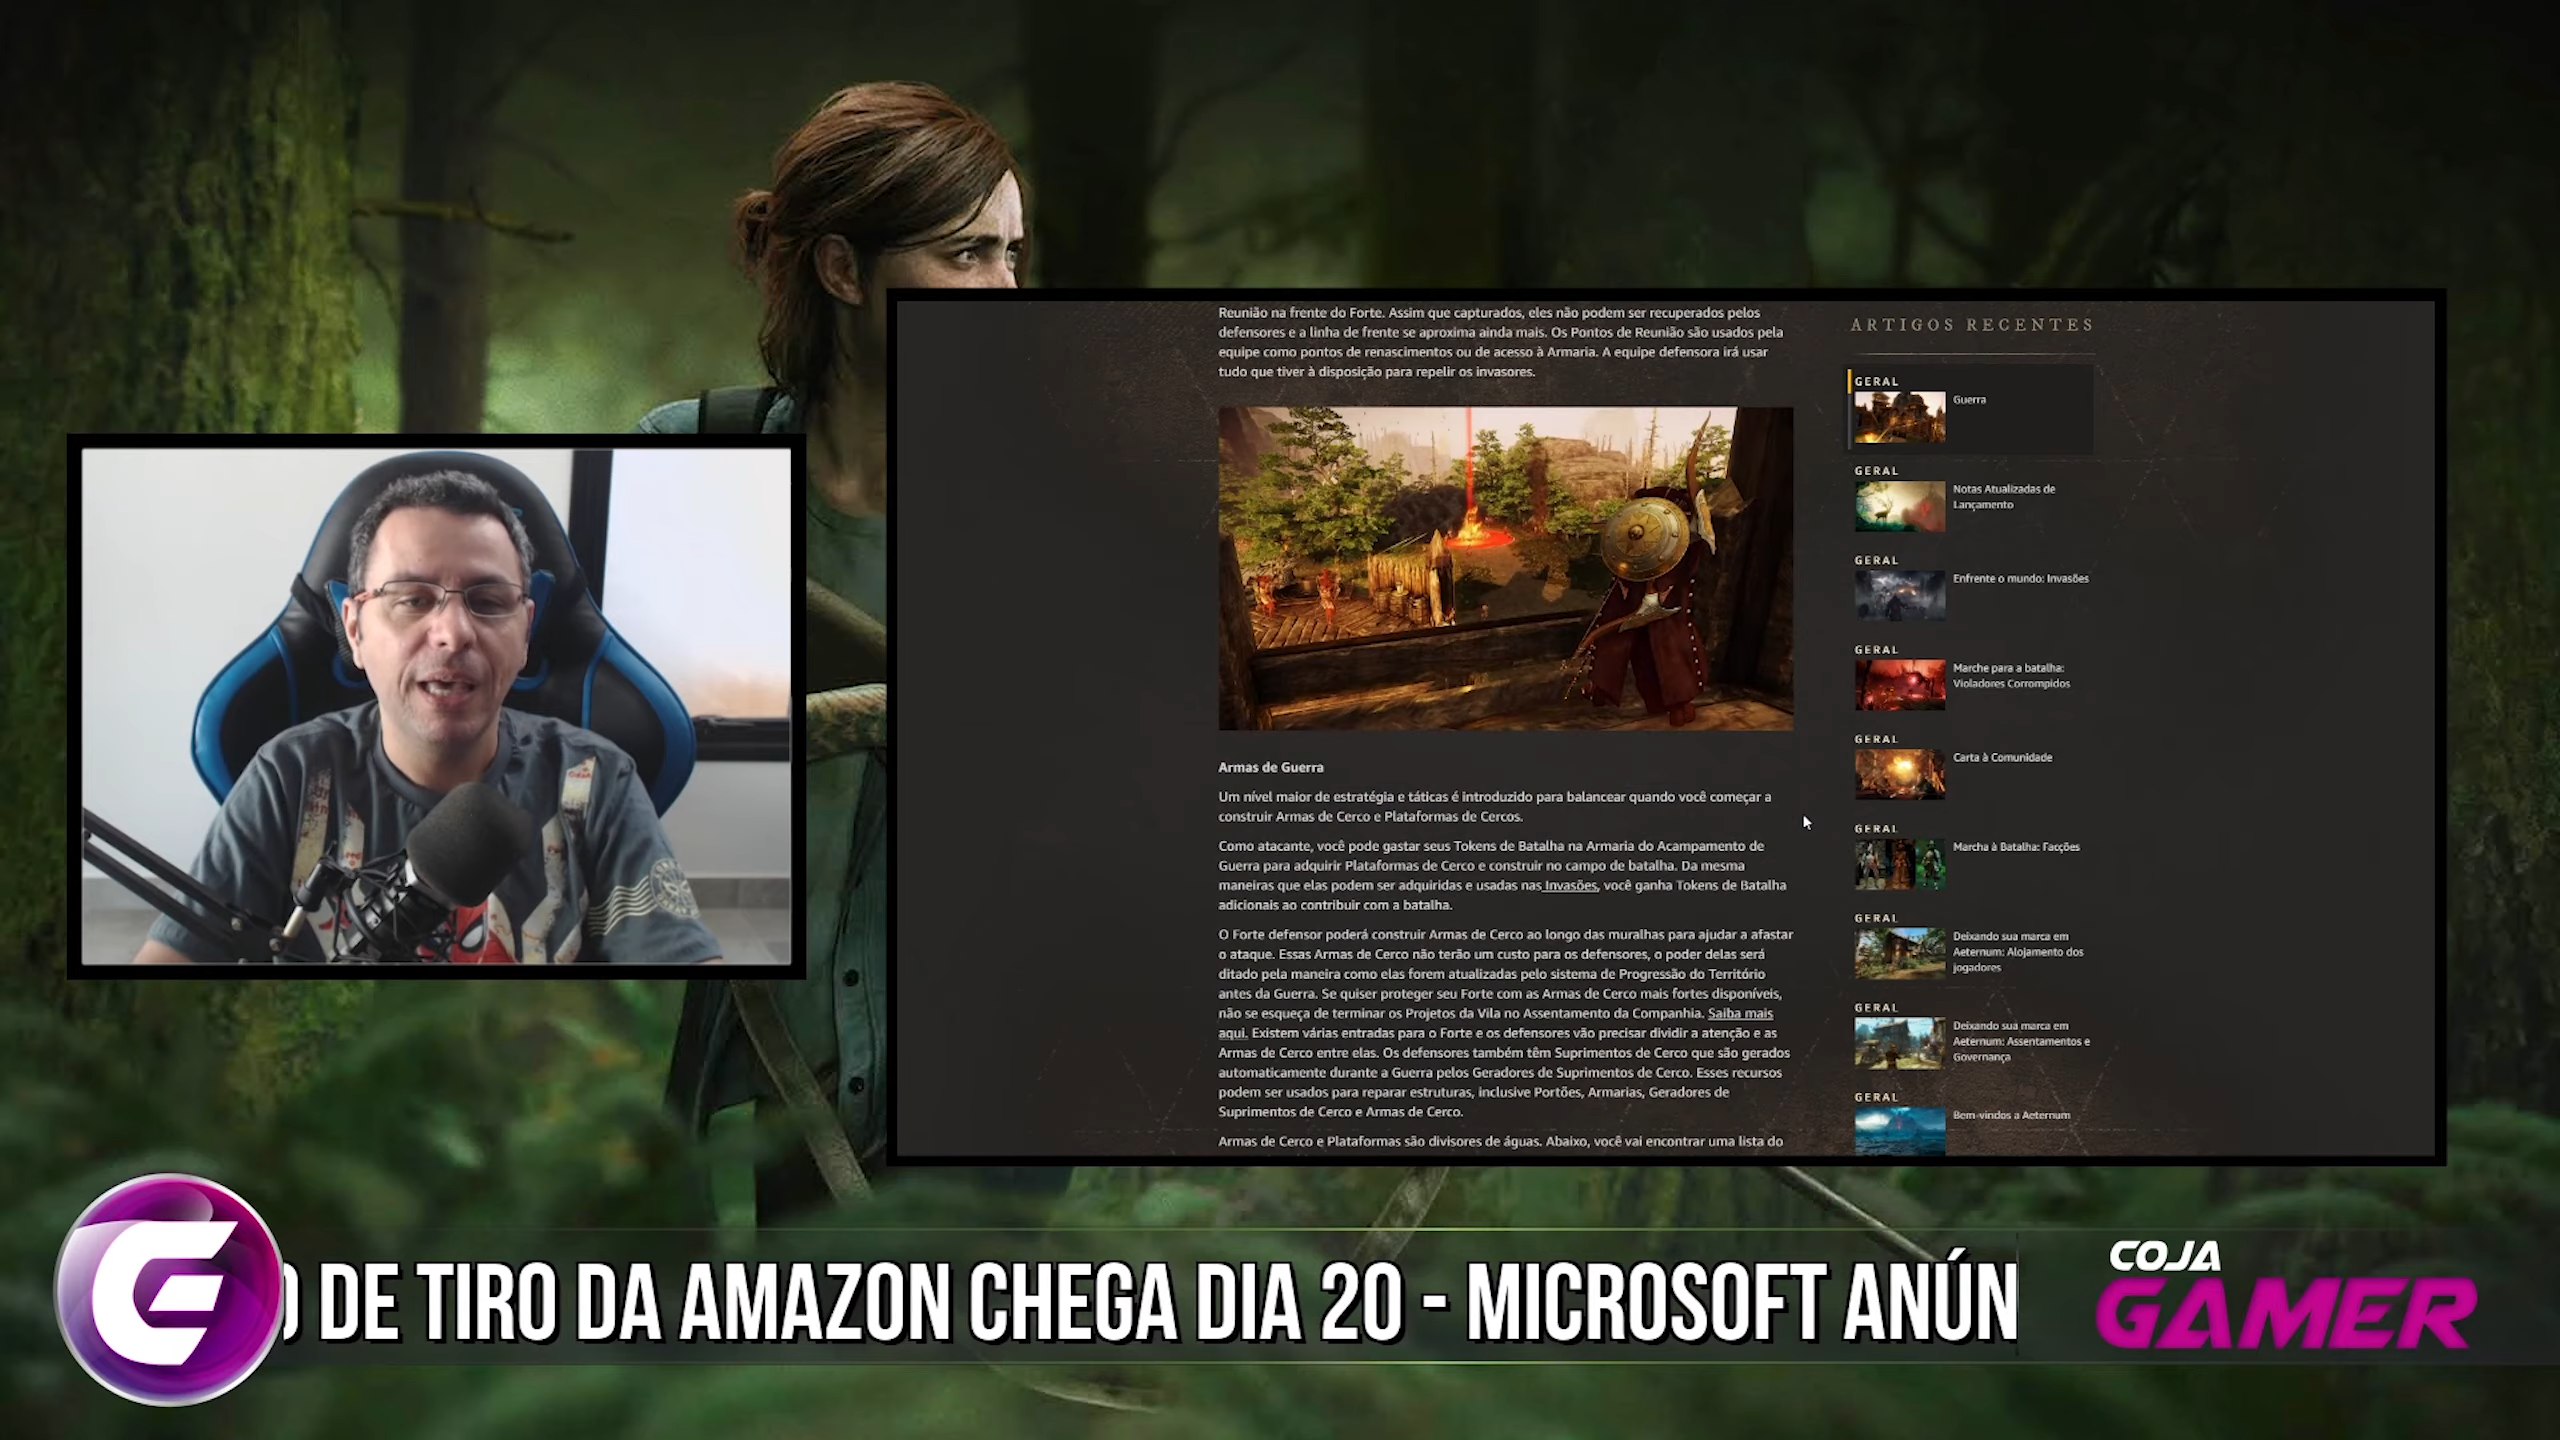 Reunião na frente do Forte. Assim que capturados, eles não podem ser recuperados pelos
defensores e a linha de frente se aproxima ainda mais. Os Pontos de Reunião são usados pela
equipe como pontos de renascimentos ou de acesso à Armaria. A equipe defensora irá usar
tudo que tiver à disposição para repelir os invasores.
Armas de Guerra
Um nível maior de estratégia e táticas é introduzido para balancear quando você começar a
construir Armas de Cerco e Plataformas de Cercos.
Como atacante, você pode gastar seus Tokens de Batalha na Armaria do Acampamento de
Guerra para adquirir Plataformas de Cerco e construir no campo de batalha. Da mesma
maneiras que elas podem ser adquiridas e usadas nas Invasões, você ganha Tokens de Batalha
adicionais ao contribuir com a batalha.
O Forte defensor poderá construir Armas de Cerco ao longo das muralhas para ajudar a afastar
o ataque. Essas Armas de Cerco não terão um custo para os defensores, o poder delas será
ditado pela maneira como elas forem atualizadas pelo sistema de Progressão do Território
antes da Guerra. Se quiser proteger seu Forte com as Armas de Cerco mais fortes disponíveis,
não se esqueça de terminar os Projetos da Vila no Assentamento da Companhia. Saiba mais
aqui. Existem várias entradas para o Forte e os defensores vão precisar dividir a atenção e as
Armas de Cerco entre elas. Os defensores também têm Suprimentos de Cerco que são gerados
automaticamente durante a Guerra pelos Geradores de Suprimentos de Cerco. Esses recursos
podem ser usados para reparar estruturas, inclusive Portões, Armarias, Geradores de
Suprimentos de Cerco e Armas de Cerco.
Armas de Cerco e Plataformas são divisores de águas. Abaixo, você vai encontrar uma lista do
ARTIGOS RECENTES
GERAL
Guerra
GERAL
Notas Atualizadas de
Lançamento
GERAL
Enfrente o mundo: Invasões
GERAL
Marche para a batalha:
Violadores Corrompidos
GERAL
Carta à Comunidade
GERAL
Marcha à Batalha: Facções
GERAL
Deixando sua marca em
Aeternum: Alojamento dos
jogadores
GERAL
Deixando sua marca em
Aeternum: Assentamentos e
Governança
GERAL
Bem-vindos a Aeternum
O DE TIRO DA AMAZON CHEGA DIA 20 - MICROSOFT ANÚN
COJA
GAMER